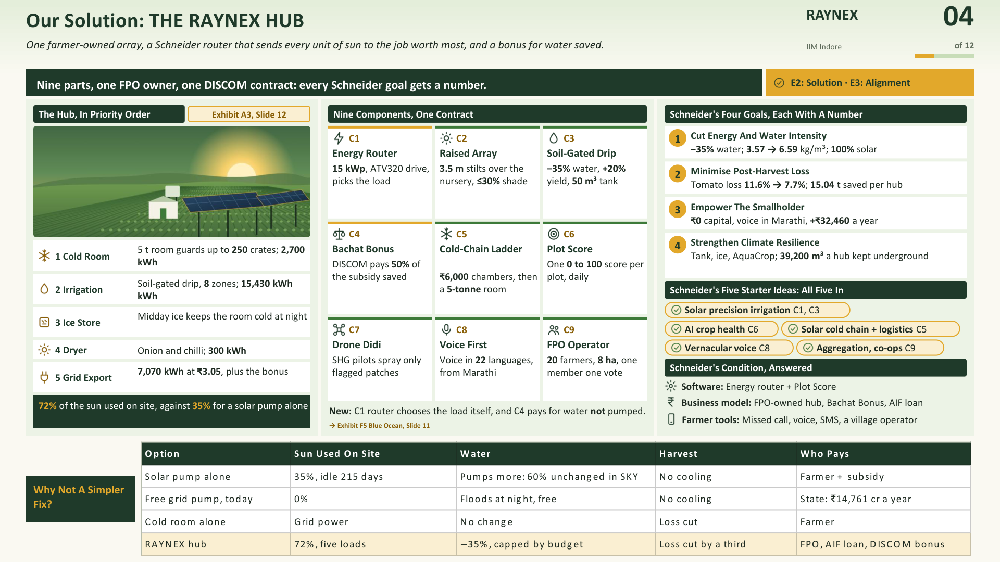 Our Solution: THE RAYNEX HUB
One farmer-owned array, a Schneider router that sends every unit of sun to the job worth most, and a bonus for water saved.
RAYNEX
IIM Indore
04
of 12
Nine parts, one FPO owner, one DISCOM contract: every Schneider goal gets a number.
E2: Solution · E3: Alignment
The Hub, In Priority Order
Exhibit A3, Slide 12
1 Cold Room
5 t room guards up to 250 crates; 2,700
kWh
2 Irrigation
Soil-gated drip, 8 zones; 15,430 kWh
kWh
3 Ice Store
Midday ice keeps the room cold at night
4 Dryer
Onion and chilli; 300 kWh
5 Grid Export
7,070 kWh at ₹3.05, plus the bonus
72% of the sun used on site, against 35% for a solar pump alone
Nine Components, One Contract
C1
Energy Router
15 kWp, ATV320 drive,
picks the load
C2
Raised Array
3.5 m stilts over the
nursery, ≤30% shade
C3
Soil-Gated Drip
−35% water, +20%
yield, 50 m³ tank
C4
Bachat Bonus
DISCOM pays 50% of
the subsidy saved
C5
Cold-Chain Ladder
₹6,000 chambers, then
a 5-tonne room
C6
Plot Score
One 0 to 100 score per
plot, daily
C7
Drone Didi
SHG pilots spray only
flagged patches
C8
Voice First
Voice in 22 languages,
from Marathi
C9
FPO Operator
20 farmers, 8 ha, one
member one vote
New: C1 router chooses the load itself, and C4 pays for water not pumped.
→ Exhibit F5 Blue Ocean, Slide 11
Schneider's Four Goals, Each With A Number
1
Cut Energy And Water Intensity
−35% water; 3.57 → 6.59 kg/m³; 100% solar
2
Minimise Post-Harvest Loss
Tomato loss 11.6% → 7.7%; 15.04 t saved per hub
3
Empower The Smallholder
₹0 capital, voice in Marathi, +₹32,460 a year
4
Strengthen Climate Resilience
Tank, ice, AquaCrop; 39,200 m³ a hub kept underground
Schneider's Five Starter Ideas: All Five In
Solar precision irrigation C1, C3
AI crop health C6
Solar cold chain + logistics C5
Vernacular voice C8
Aggregation, co-ops C9
Schneider's Condition, Answered
Software: Energy router + Plot Score
₹ Business model: FPO-owned hub, Bachat Bonus, AIF loan
Farmer tools: Missed call, voice, SMS, a village operator
Why Not A Simpler
Fix?
Option Sun Used On Site Water Harvest Who Pays
Solar pump alone 35%, idle 215 days Pumps more: 60% unchanged in SKY No cooling Farmer + subsidy
Free grid pump, today 0% Floods at night, free No cooling State: ₹14,761 cr a year
Cold room alone Grid power No change Loss cut Farmer
RAYNEX hub 72%, five loads −35%, capped by budget Loss cut by a third FPO, AIF loan, DISCOM bonus